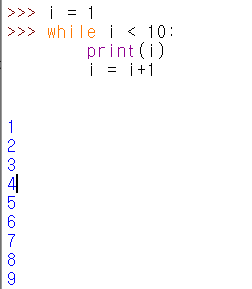 >>> i = 1
>>> while i < 10:
        print(i)
        i = i+1
1
2
3
4
5
6
7
8
9